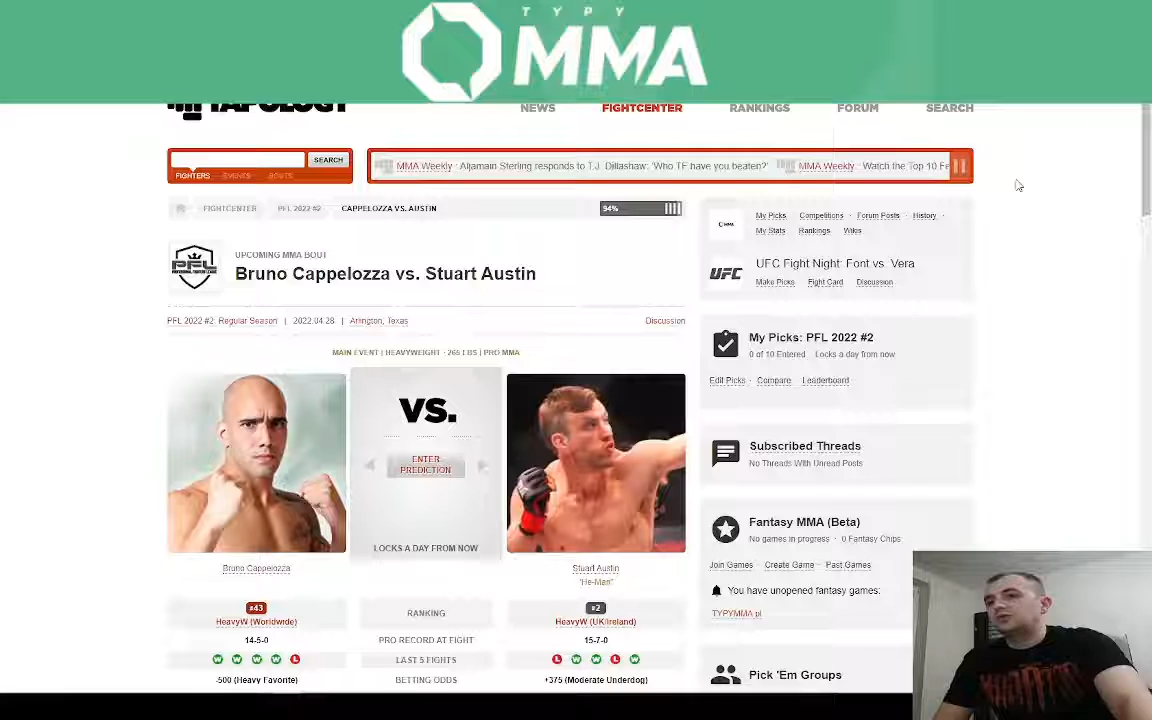 TYPY
MMA
TAPOLOGY
NEWS FIGHTCENTER RANKINGS FORUM SEARCH
SEARCH
FIGHTERS EVENTS BOUTS
MMA Weekly : Aljamain Sterling responds to T.J. Dillashaw: 'Who TF have you beaten?' MMA Weekly : Watch the Top 10 Fe
FIGHTCENTER PFL 2022 #2 CAPPELOZZA VS. AUSTIN 94%
UPCOMING MMA BOUT
PFL
Bruno Cappelozza vs. Stuart Austin
PFL 2022 #2: Regular Season | 2022.04.28 | Arlington, Texas Discussion
MAIN EVENT | HEAVYWEIGHT · 265 LBS | PRO MMA
VS.
ENTER
PREDICTION
LOCKS A DAY FROM NOW
Bruno Cappelozza
Stuart Austin
"He-Man"
#43 RANKING #2
HeavyW (Worldwide) HeavyW (UK/Ireland)
14-5-0 PRO RECORD AT FIGHT 15-7-0
W W W W L LAST 5 FIGHTS L W W L W
-500 (Heavy Favorite) BETTING ODDS +375 (Moderate Underdog)
My Picks · Competitions · Forum Posts · History ·
My Stats · Rankings · Wikis
UFC
UFC Fight Night: Font vs. Vera
Make Picks · Fight Card · Discussion
My Picks: PFL 2022 #2
0 of 10 Entered · Locks a day from now
Edit Picks · Compare · Leaderboard
Subscribed Threads
No Threads With Unread Posts
Fantasy MMA (Beta)
No games in progress · 0 Fantasy Chips
Join Games · Create Game · Past Games
You have unopened fantasy games:
TYPYMMA.pl
Pick 'Em Groups